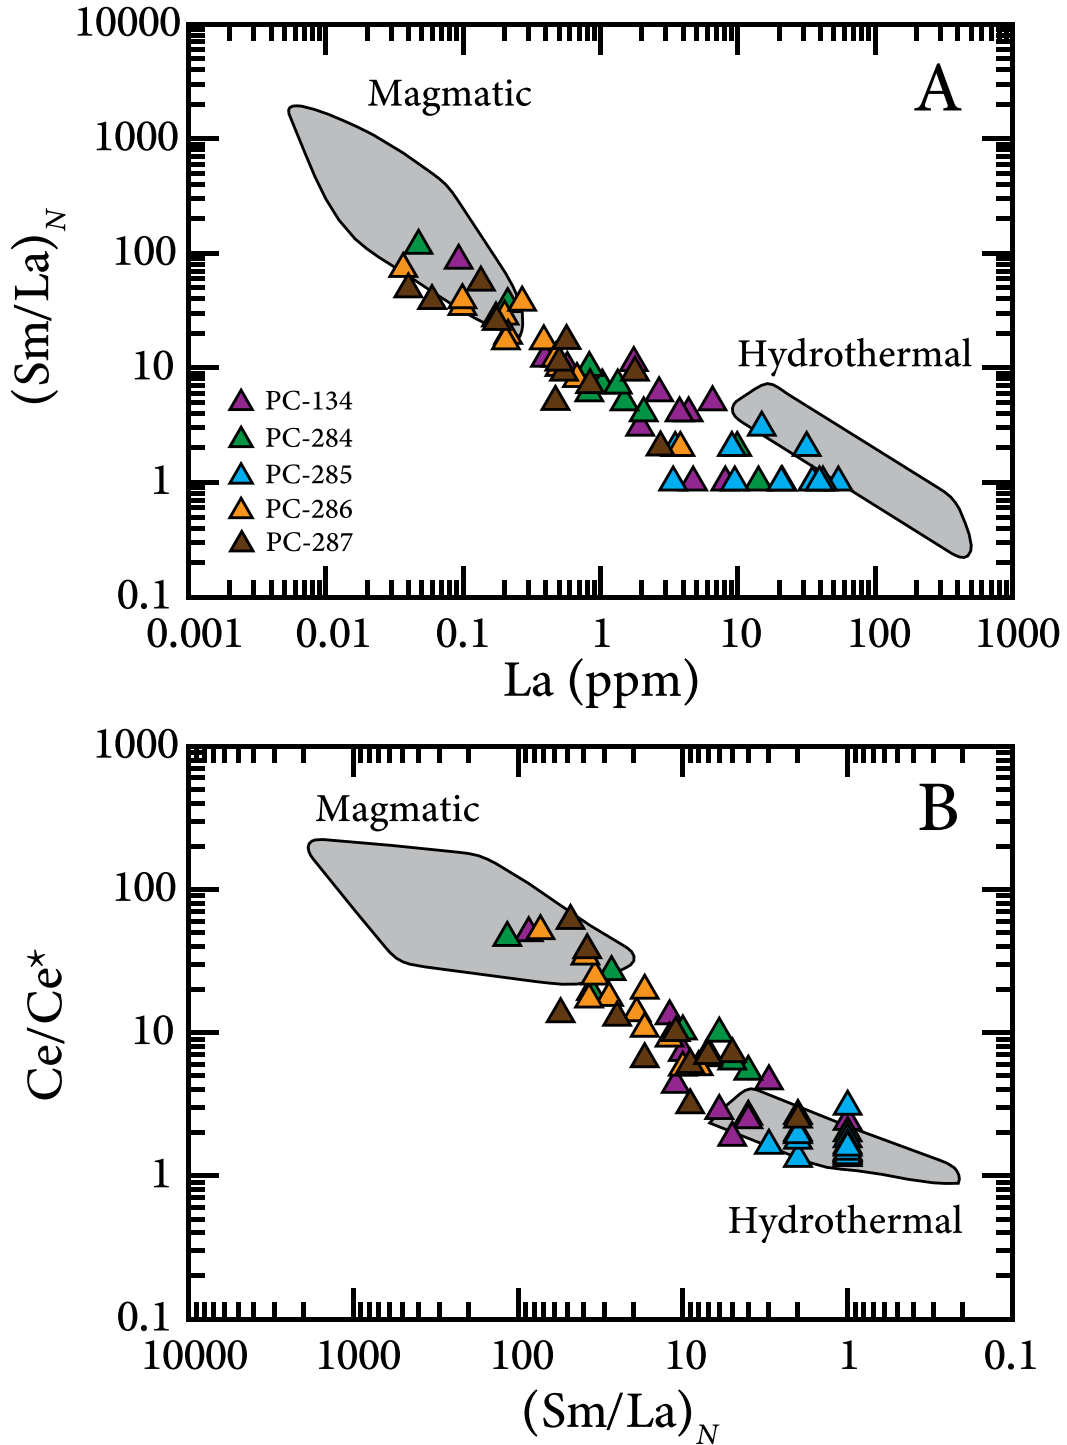 10000
1000
100
10
1
0.1
(Sm/La)N
A
Magmatic
Hydrothermal
PC-134
PC-284
PC-285
PC-286
PC-287
0.001 0.01 0.1 1 10 100 1000
La (ppm)
1000
100
10
1
0.1
Ce/Ce*
B
Magmatic
Hydrothermal
10000 1000 100 10 1 0.1
(Sm/La)N